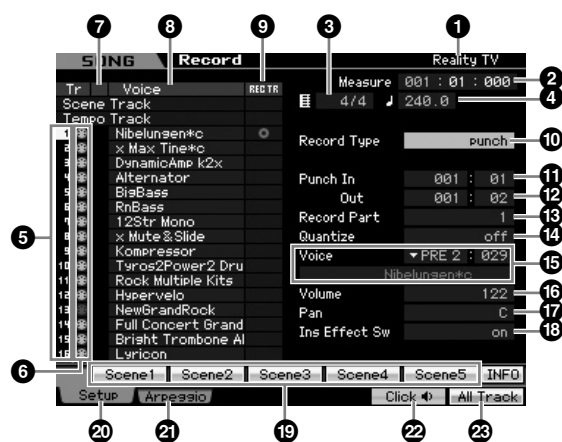 7 8 9 3 1
SONG Record Reality TV
Measure 001 : 01 : 000 2
Tr Voice REC TR 4/4 240.0 4
Scene Track
Tempo Track
1 Nibelungen*c
2 x Max Tine*c Record Type punch 10
3 DynamicAmp k2x
4 Alternator Punch In 001 : 01 11
5 BigBass Out 001 : 02 12
6 RnBass
7 12Str Mono Record Part 1 13
8 x Mute&Slide Quantize off 14
5
9 Kompressor Voice PRE 2 : 029 15
10 Tyros2Power2 Dru Nibelungen*c
11 Rock Multiple Kits
12 Hypervelo Volume 122 16
13 NewGrandRock Pan C 17
14 Full Concert Grand Ins Effect Sw on 18
15 Bright Trombone Al
16 Lyricon
6
Scene1 Scene2 Scene3 Scene4 Scene5 INFO
Setup Arpeggio Click All Track
20 21 19 22 23